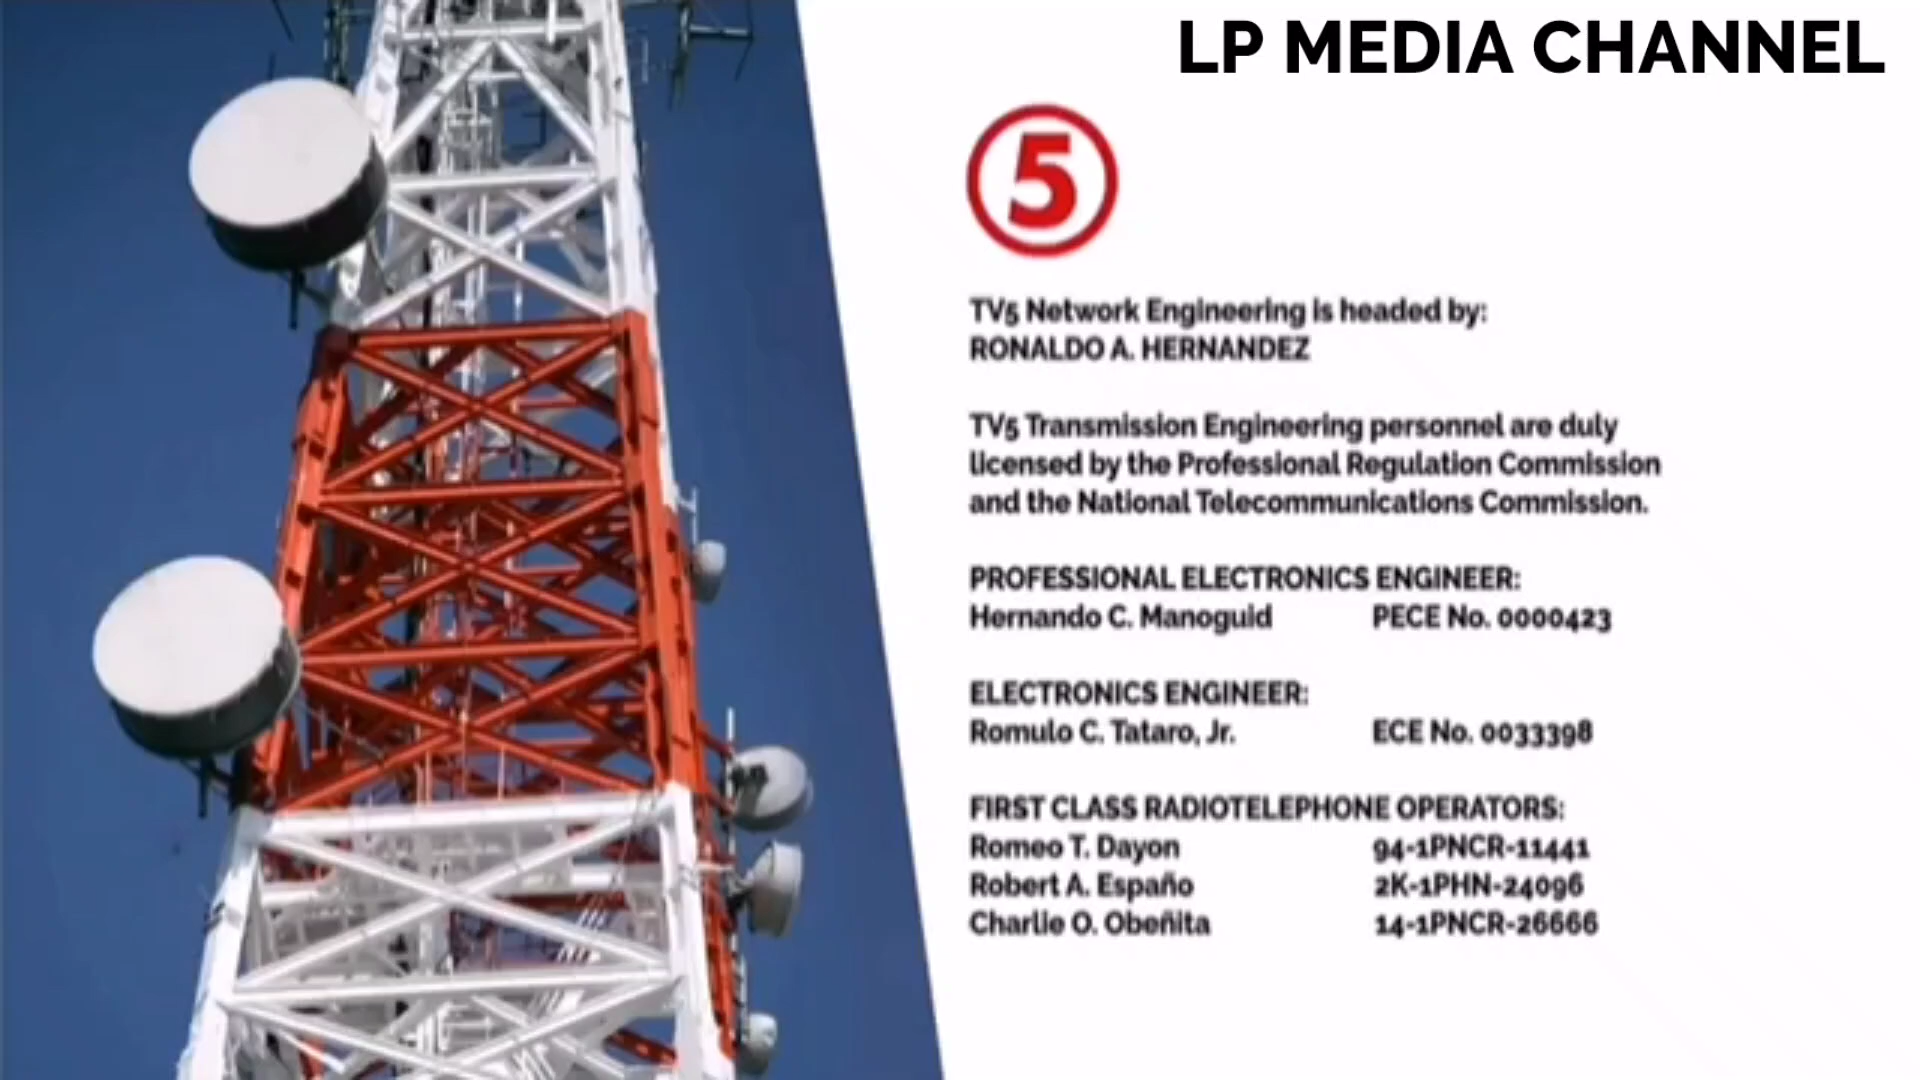 LP MEDIA CHANNEL
5
TV5 Network Engineering is headed by:
RONALDO A. HERNANDEZ
TV5 Transmission Engineering personnel are duly
licensed by the Professional Regulation Commission
and the National Telecommunications Commission.
PROFESSIONAL ELECTRONICS ENGINEER:
Hernando C. Manoguid PECE No. 0000423
ELECTRONICS ENGINEER:
Romulo C. Tataro, Jr. ECE No. 0033398
FIRST CLASS RADIOTELEPHONE OPERATORS:
Romeo T. Dayon 94-1PNCR-11441
Robert A. Españo 2K-1PHN-24096
Charlie O. Obeñita 14-1PNCR-26666